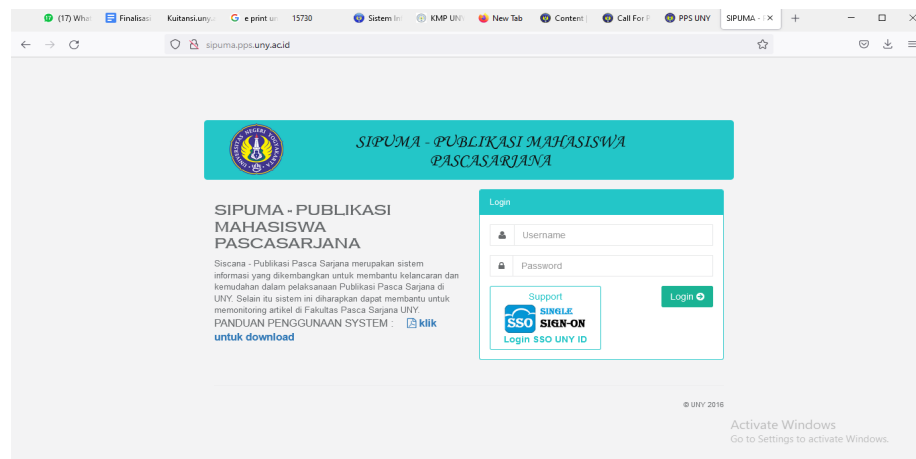 (17) What
Finalisasi
Kuitansi.uny.a
e print un
15730
Sistem In
KMP UN
New Tab
Content |
Call For P
PPS UNY
SIPUMA - P
sipuma.pps.uny.ac.id
SIPUMA - PUBLIKASI MAHASISWA
PASCASARJANA
SIPUMA - PUBLIKASI
MAHASISWA
PASCASARJANA
Siscana - Publikasi Pasca Sarjana merupakan sistem
informasi yang dikembangkan untuk membantu kelancaran dan
kemudahan dalam pelaksanaan Publikasi Pasca Sarjana di
UNY. Selain itu sistem ini diharapkan dapat membantu untuk
memonitoring artikel di Fakultas Pasca Sarjana UNY.
PANDUAN PENGGUNAAN SYSTEM : klik
untuk download
Login
Username
Password
Support
SSO SINGLE
SIGN-ON
Login SSO UNY ID
Login
© UNY 2016
Activate Windows
Go to Settings to activate Windows.